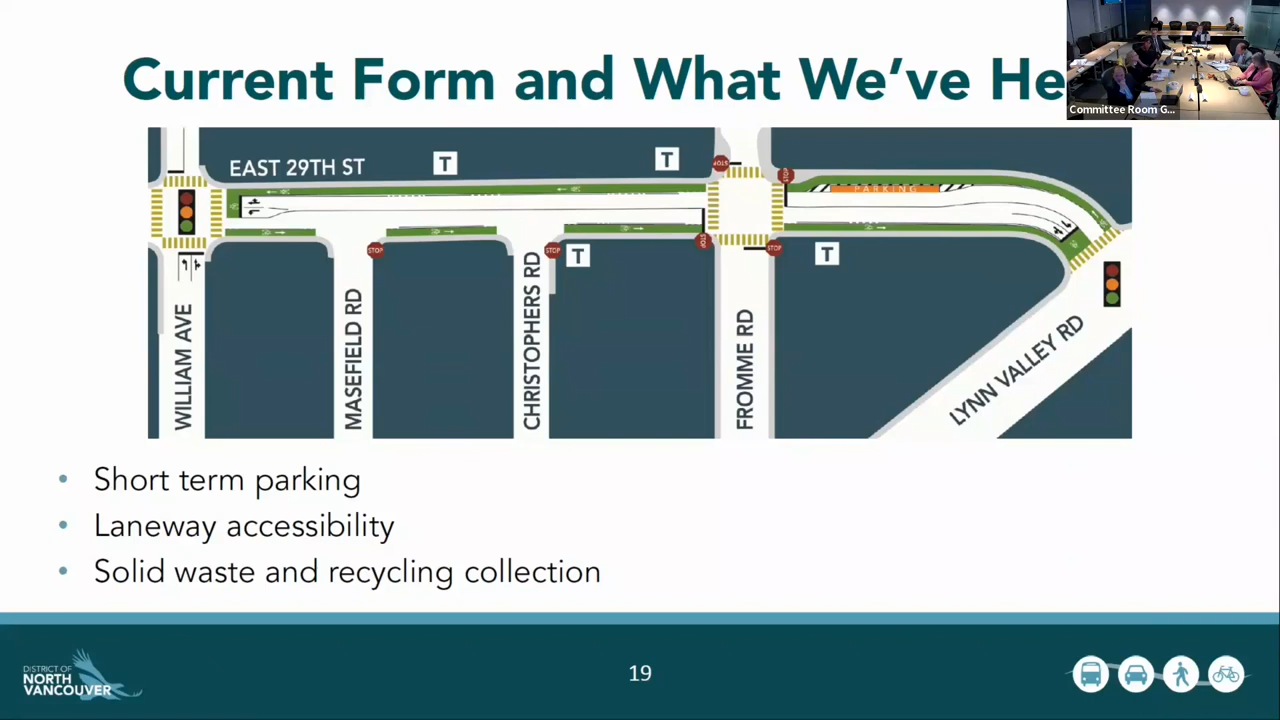 Current Form and What We've He
Committee Room G...
EAST 29TH ST
T
T
STOP
STOP
PARKING
STOP
STOP
STOP
STOP
T
T
WILLIAM AVE
MASEFIELD RD
CHRISTOPHERS RD
FROMME RD
LYNN VALLEY RD
• Short term parking
• Laneway accessibility
• Solid waste and recycling collection
DISTRICT OF
NORTH
VANCOUVER
19